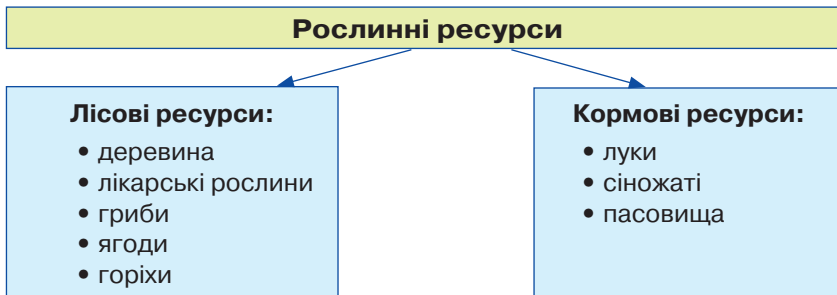 Рослинні ресурси
Лісові ресурси:
• деревина
• лікарські рослини
• гриби
• ягоди
• горіхи
Кормові ресурси:
• луки
• сіножаті
• пасовища